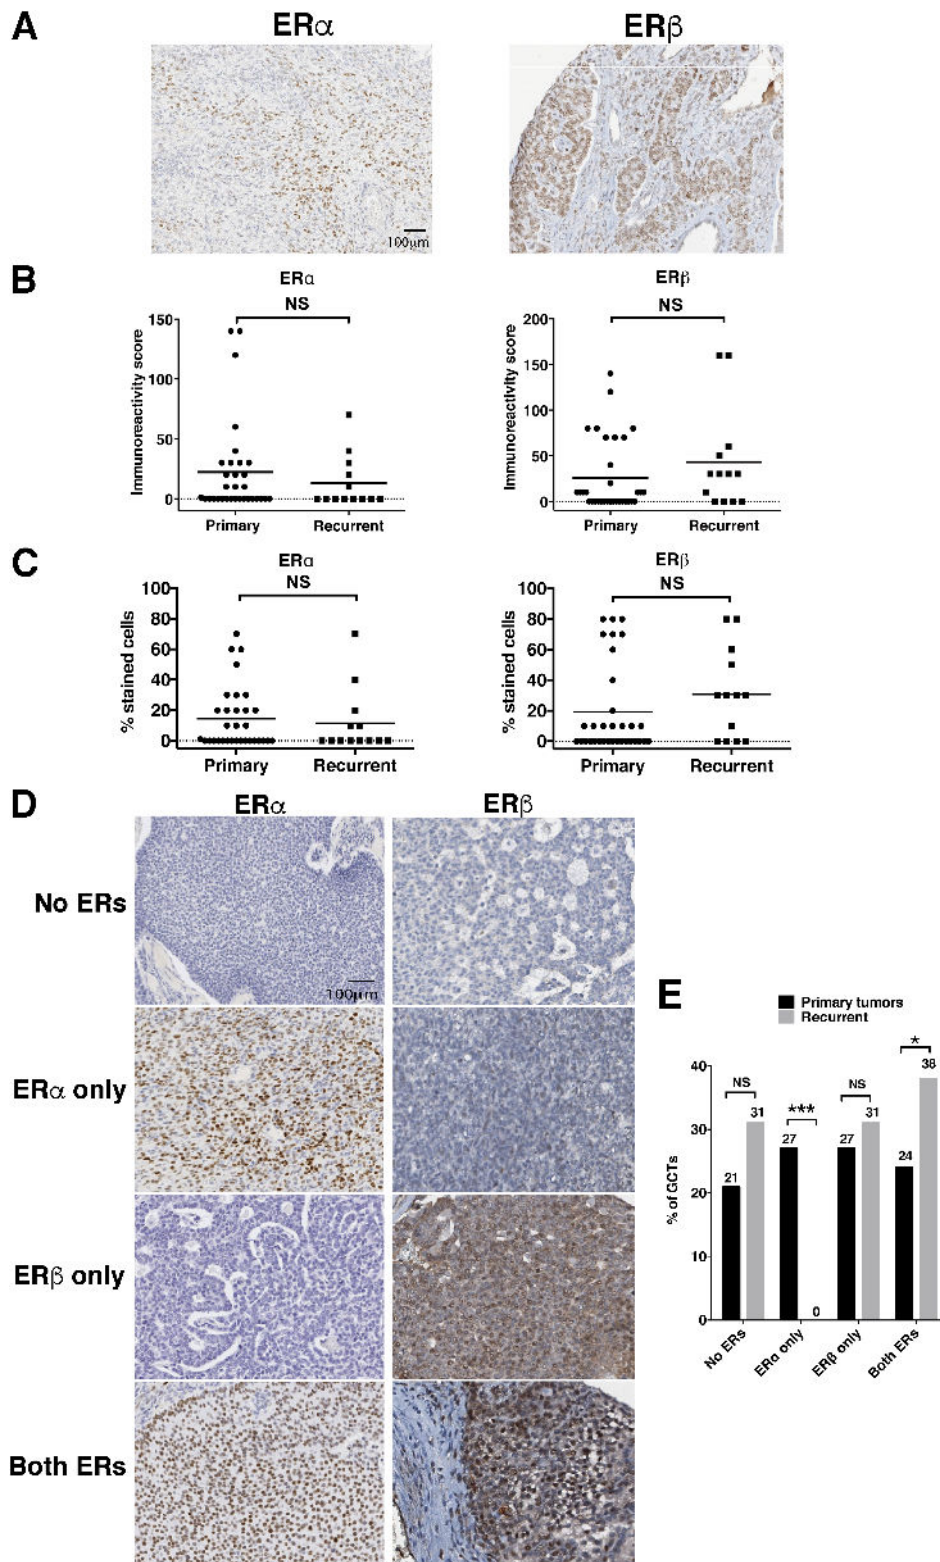 A
ERα
ERβ
100μm
B
ERα
NS
Immunoreactivity score
150
100
50
0
Primary
Recurrent
ERβ
NS
Immunoreactivity score
200
150
100
50
0
Primary
Recurrent
C
ERα
NS
% stained cells
100
80
60
40
20
0
Primary
Recurrent
ERβ
NS
% stained cells
100
80
60
40
20
0
Primary
Recurrent
D
ERα
ERβ
No ERs
100μm
ERα only
ERβ only
Both ERs
E
Primary tumors
Recurrent
% of GCTs
40
30
20
10
0
NS
21
31
***
27
0
NS
27
31
*
24
38
No ERs
ERα only
ERβ only
Both ERs